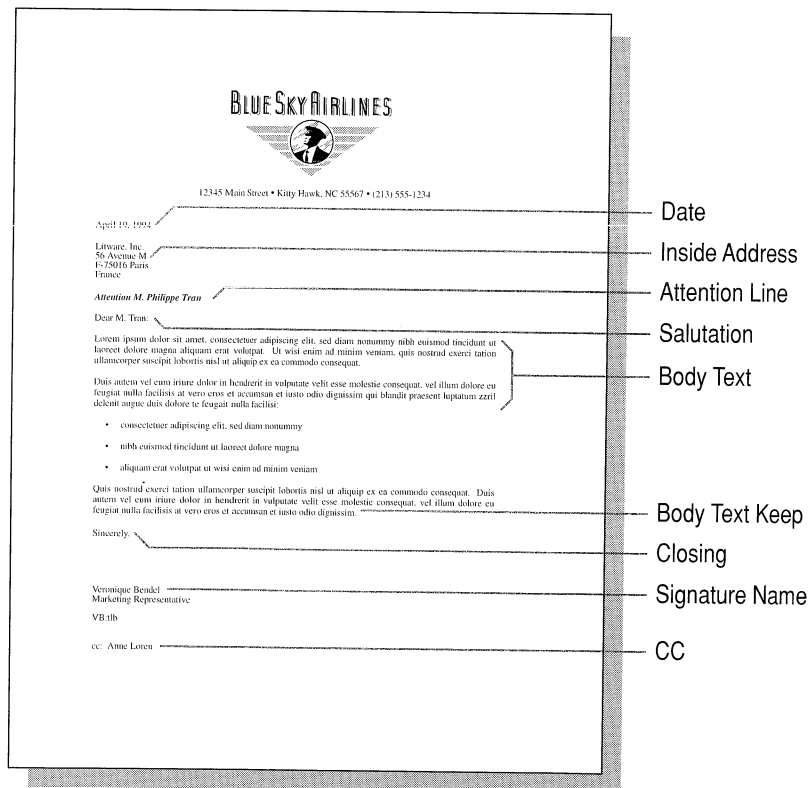 BLUE SKY AIRLINES
12345 Main Street • Kitty Hawk, NC 55567 • (213) 555-1234
April 19, 1994
Date
Litware, Inc.
56 Avenue M
F-75016 Paris
France
Inside Address
Attention M. Philippe Tran
Attention Line
Dear M. Tran:
Salutation
Lorem ipsum dolor sit amet, consectetuer adipiscing elit, sed diam nonummy nibh euismod tincidunt ut
laoreet dolore magna aliquam erat volutpat. Ut wisi enim ad minim veniam, quis nostrud exerci tation
ullamcorper suscipit lobortis nisl ut aliquip ex ea commodo consequat.
Body Text
Duis autem vel eum iriure dolor in hendrerit in vulputate velit esse molestie consequat, vel illum dolore eu
feugiat nulla facilisis at vero eros et accumsan et iusto odio dignissim qui blandit praesent luptatum zzril
delenit augue duis dolore te feugait nulla facilisi:
• consectetuer adipiscing elit, sed diam nonummy
• nibh euismod tincidunt ut laoreet dolore magna
• aliquam erat volutpat ut wisi enim ad minim veniam
Quis nostrud exerci tation ullamcorper suscipit lobortis nisl ut aliquip ex ea commodo consequat. Duis
autem vel eum iriure dolor in hendrerit in vulputate velit esse molestie consequat, vel illum dolore eu
feugiat nulla facilisis at vero eros et accumsan et iusto odio dignissim.
Body Text Keep
Sincerely,
Closing
Veronique Bendel
Marketing Representative
Signature Name
VB:tlb
cc: Anne Loren
CC